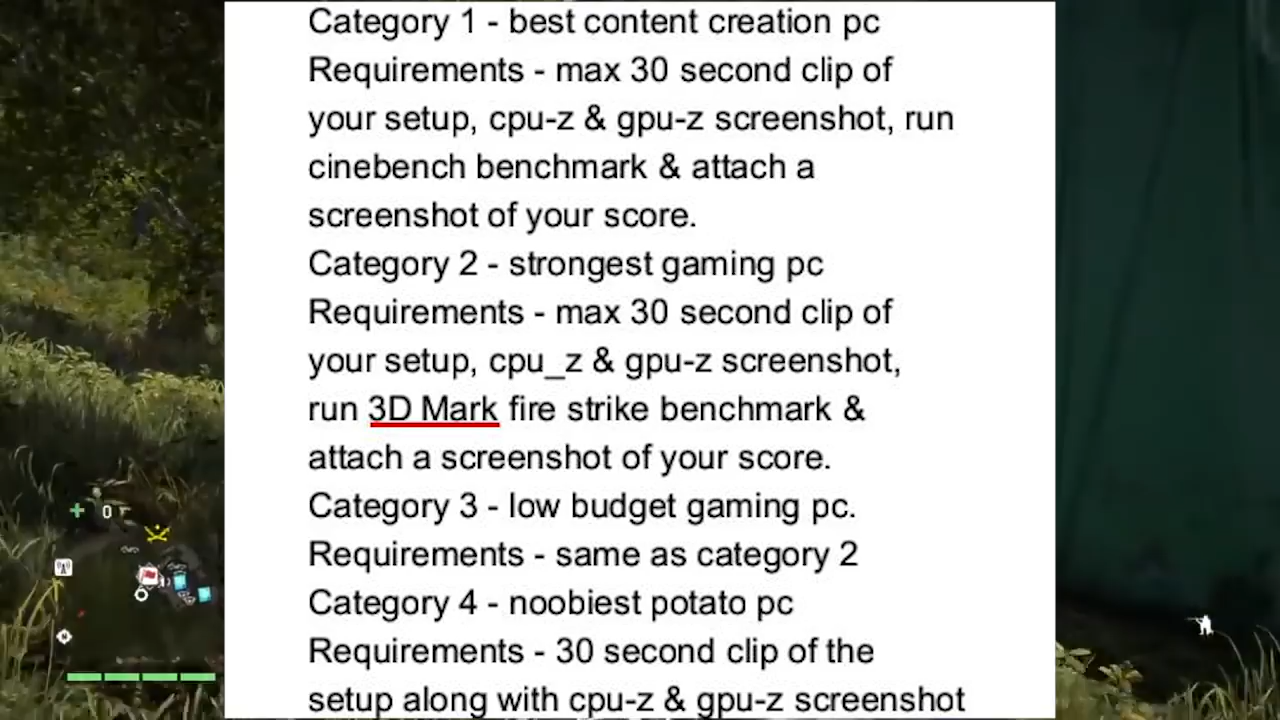 Category 1 - best content creation pc
Requirements - max 30 second clip of
your setup, cpu-z & gpu-z screenshot, run
cinebench benchmark & attach a
screenshot of your score.
Category 2 - strongest gaming pc
Requirements - max 30 second clip of
your setup, cpu_z & gpu-z screenshot,
run 3D Mark fire strike benchmark &
attach a screenshot of your score.
Category 3 - low budget gaming pc.
Requirements - same as category 2
Category 4 - noobiest potato pc
Requirements - 30 second clip of the
setup along with cpu-z & gpu-z screenshot
0